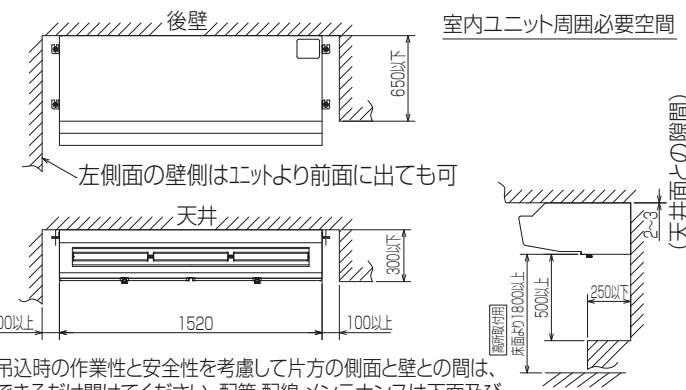 後壁
室内ユニット周囲必要空間
650以下
左側面の壁側はユニットより前面に出ても可
天井
300以下
00以上
1520
100以上
2~3
(天井面との隙間)
高所取付用
床面より1800以上
500以上
250以下
吊込時の作業性と安全性を考慮して片方の側面と壁との間は、
できるだけ開けてください。配管・配線・メンテナンスは下面及び